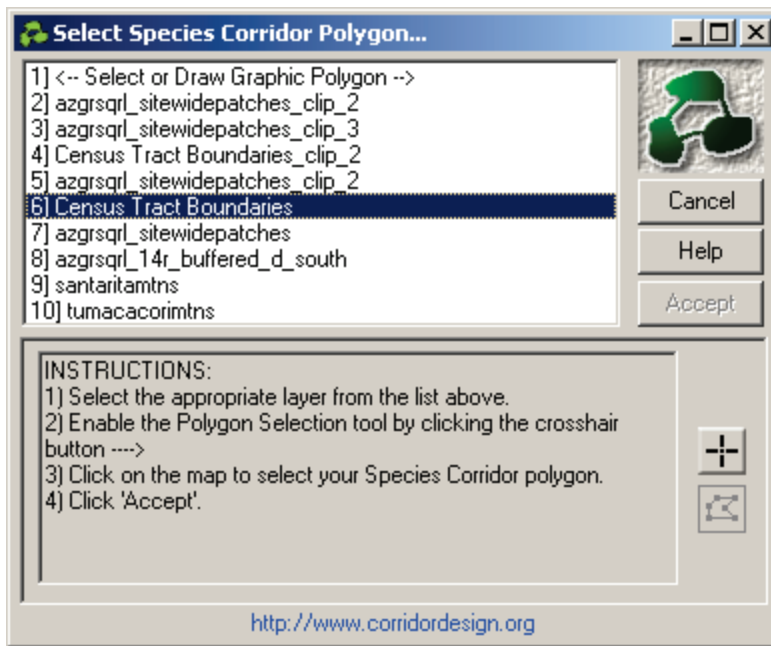 Select Species Corridor Polygon...
1] <-- Select or Draw Graphic Polygon -->
2] azgrsqrl_sitewidepatches_clip_2
3] azgrsqrl_sitewidepatches_clip_3
4] Census Tract Boundaries_clip_2
5] azgrsqrl_sitewidepatches_clip_2
6] Census Tract Boundaries
7] azgrsqrl_sitewidepatches
8] azgrsqrl_14r_buffered_d_south
9] santaritamtns
10] tumacacorimtns
Cancel
Help
Accept
INSTRUCTIONS:
1) Select the appropriate layer from the list above.
2) Enable the Polygon Selection tool by clicking the crosshair
button ---->
3) Click on the map to select your Species Corridor polygon.
4) Click 'Accept'.
http://www.corridordesign.org